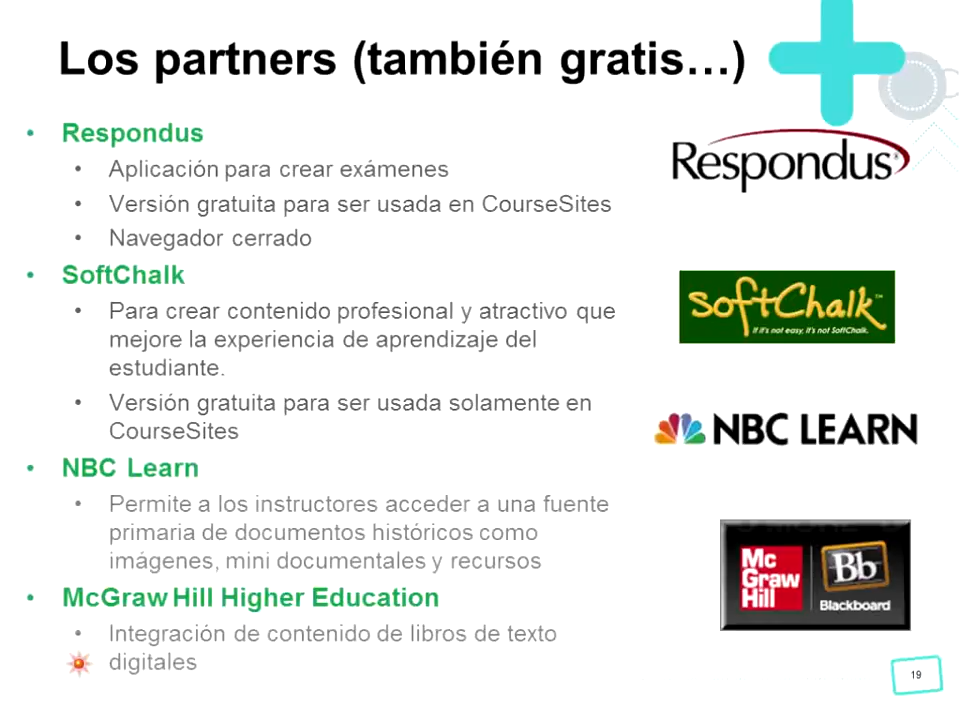 Los partners (también gratis…)
• Respondus
• Aplicación para crear exámenes
• Versión gratuita para ser usada en CourseSites
• Navegador cerrado
• SoftChalk
• Para crear contenido profesional y atractivo que
mejore la experiencia de aprendizaje del
estudiante.
• Versión gratuita para ser usada solamente en
CourseSites
• NBC Learn
• Permite a los instructores acceder a una fuente
primaria de documentos históricos como
imágenes, mini documentales y recursos
• McGraw Hill Higher Education
• Integración de contenido de libros de texto
digitales
Respondus®
SoftChalk™
If it's not easy, it's not SoftChalk.
NBC LEARN
Mc
Graw
Hill
Bb
Blackboard
19